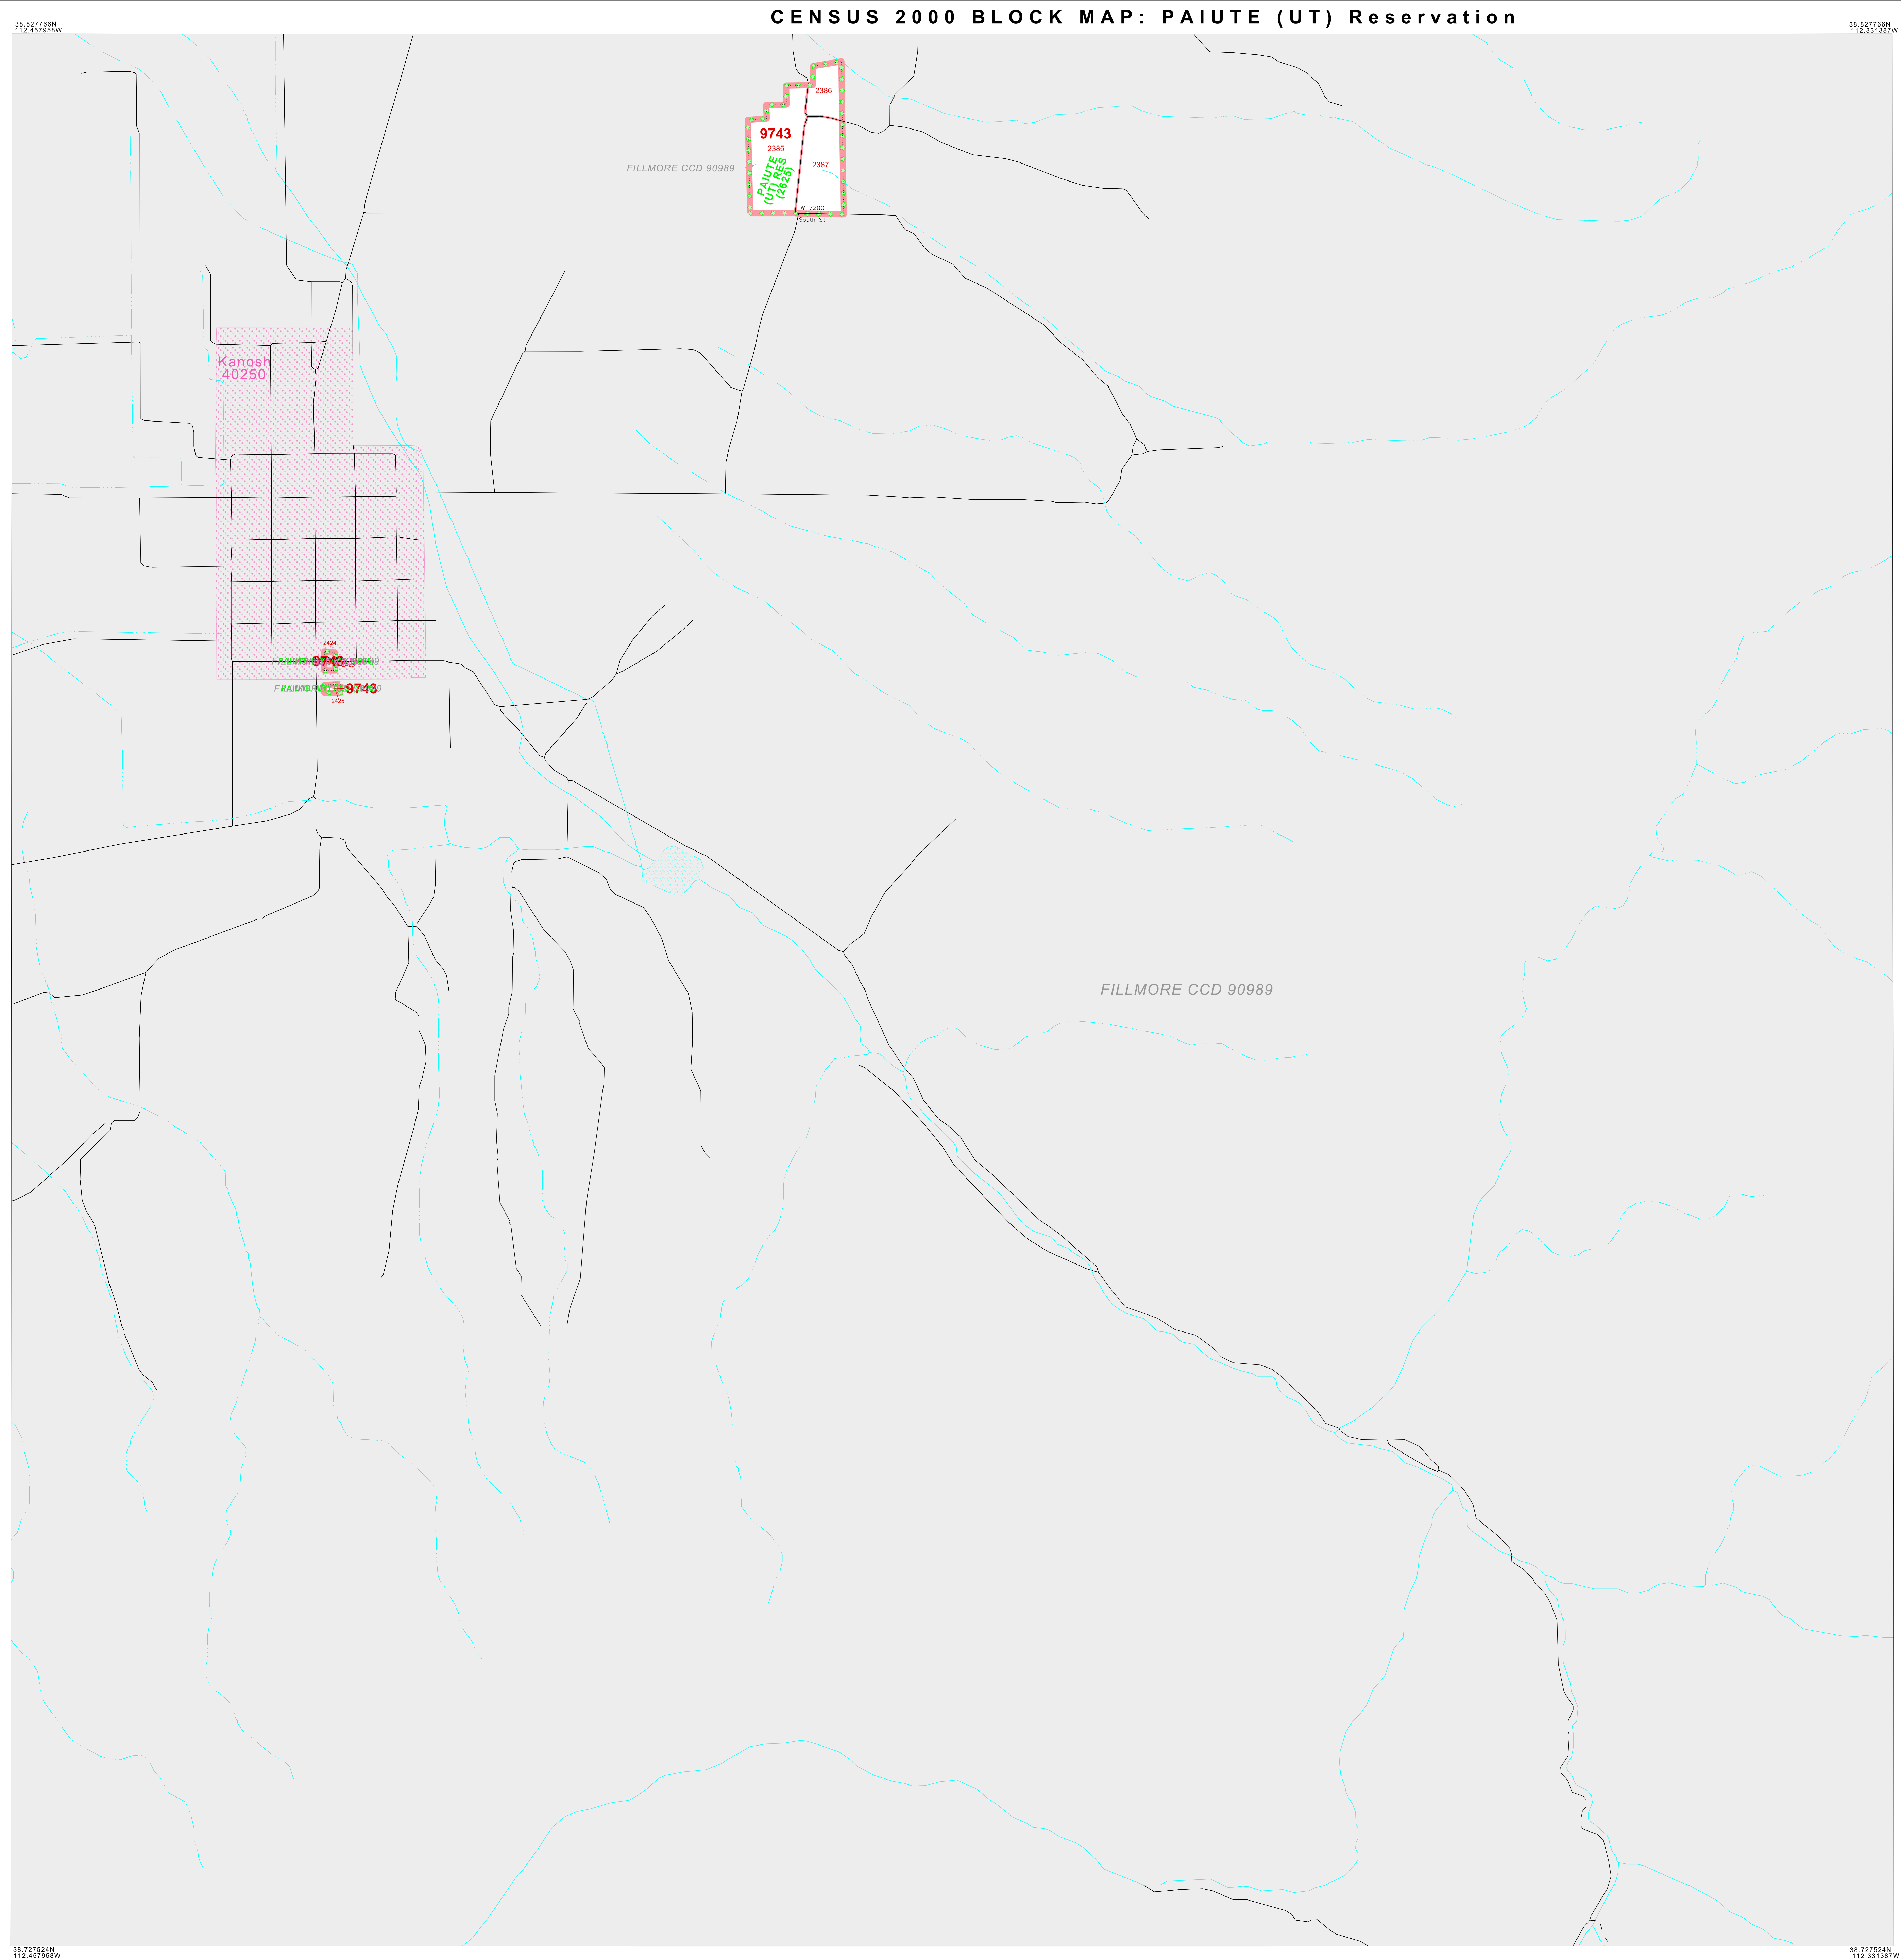 CENSUS 2000 BLOCK MAP: PAIUTE (UT) Reservation
38.827766N
112.457958W
38.827766N
112.331387W
2386
9743
2385
FILLMORE CCD 90989
PAIUTE
(UT) RES
(2625)
2387
W 7200
South St
Kanosh
40250
2424
9743
9743
2425
FILLMORE CCD 90989
38.727524N
112.457958W
38.727524N
112.331387W